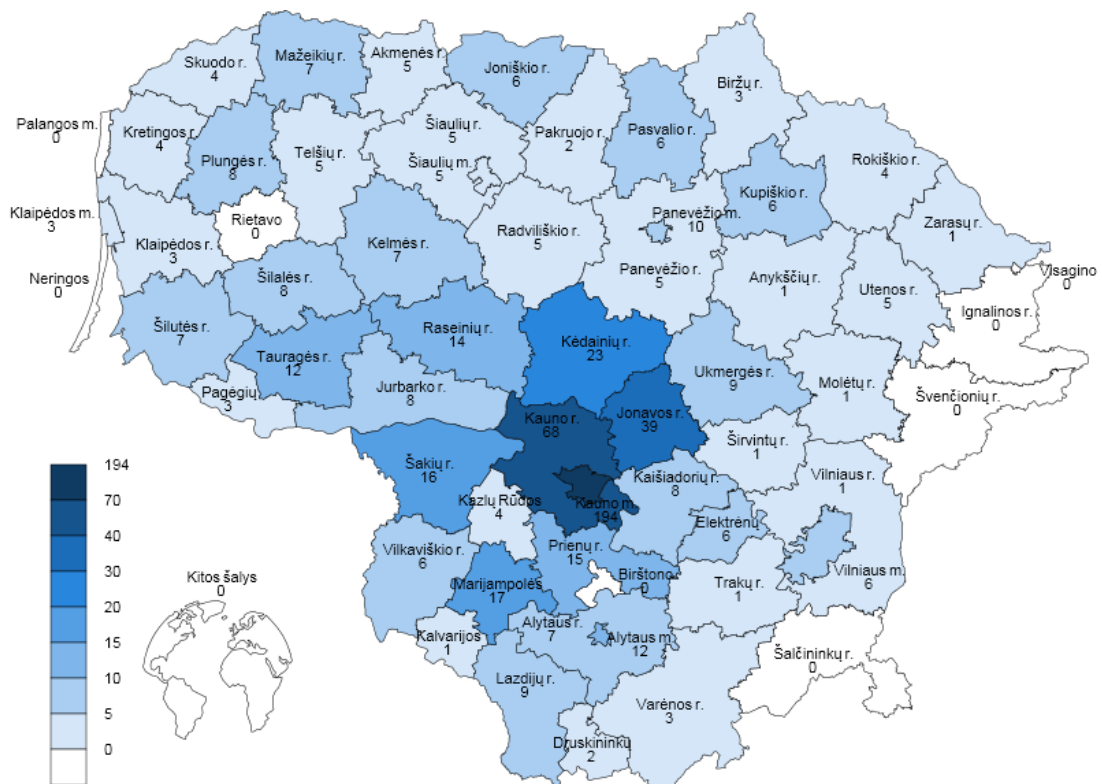 Skuodo r.
4
Mažeikių r.
7
Akmenės r.
5
Joniškio r.
6
Biržų r.
3
Palangos m.
0
Kretingos r.
4
Plungės r.
8
Telšių r.
5
Šiaulių r.
5
Šiaulių m.
5
Pakruojo r.
2
Pasvalio r.
6
Rokiškio r.
4
Kupiškio r.
6
Klaipėdos m.
3
Klaipėdos r.
3
Rietavo
0
Kelmės r.
7
Radviliškio r.
5
Panevėžio m.
10
Zarasų r.
1
Neringos
0
Šilalės r.
8
Panevėžio r.
5
Anykščių r.
1
Utenos r.
5
Visagino
0
Ignalinos r.
0
Šilutės r.
7
Tauragės r.
12
Raseinių r.
14
Kėdainių r.
23
Ukmergės r.
9
Molėtų r.
1
Švenčionių r.
0
Pagėgių
3
Jurbarko r.
8
Kauno r.
68
Jonavos r.
39
Širvintų r.
1
Šakių r.
16
Kazlų Rūdos
4
Kauno m.
194
Kaišiadorių r.
8
Vilniaus r.
1
Elektrėnų
6
Vilkaviškio r.
6
Prienų r.
15
Marijampolės
17
Birštono
0
Trakų r.
1
Vilniaus m.
6
Kalvarijos
1
Alytaus r.
7
Alytaus m.
12
Šalčininkų r.
0
Lazdijų r.
9
Varėnos r.
3
Druskininkų
2
194
70
40
30
20
15
10
5
0
Kitos šalys
0